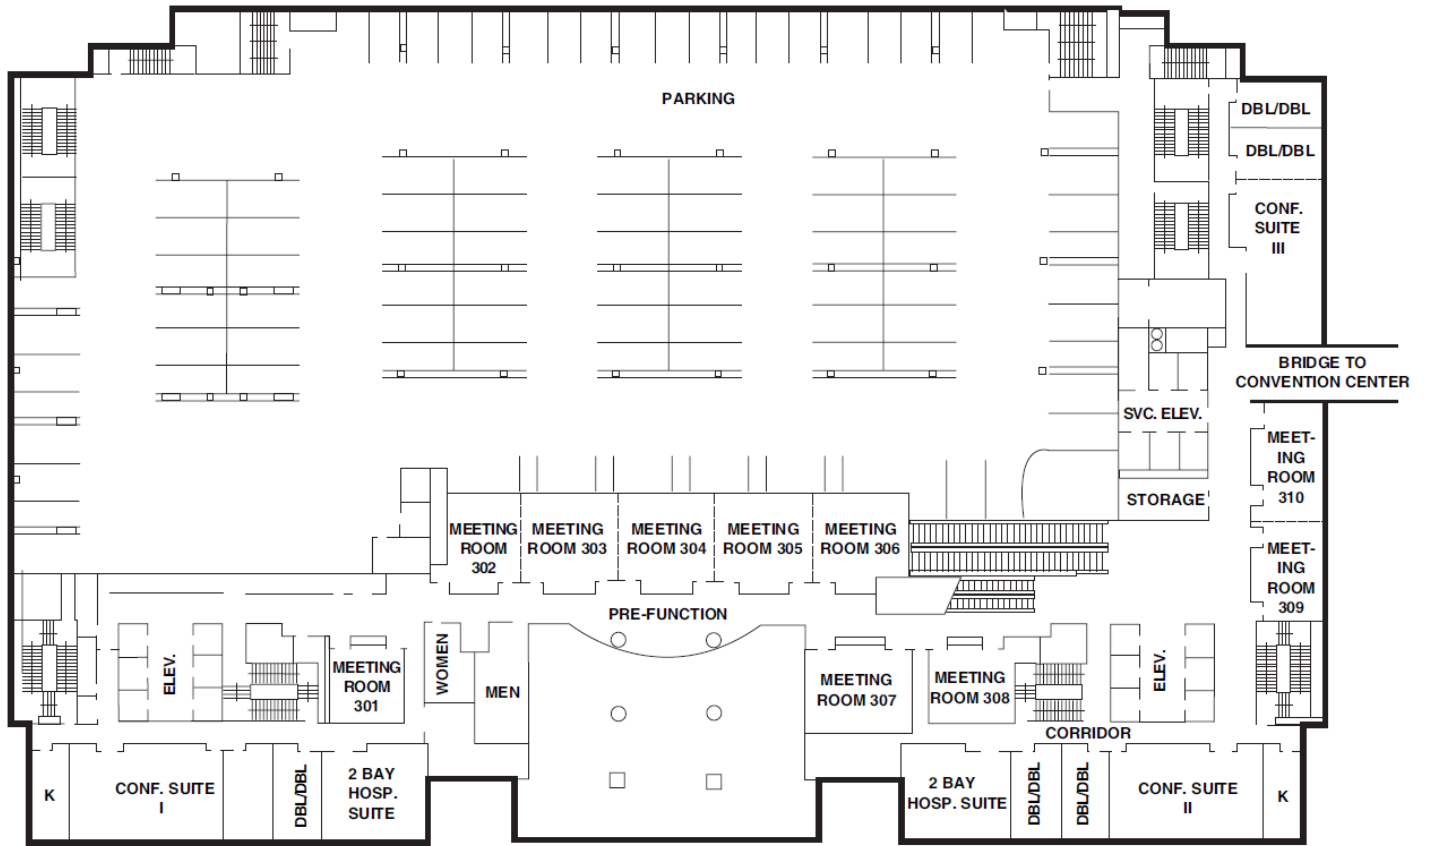 PARKING
DBL/DBL
DBL/DBL
CONF.
SUITE
III
BRIDGE TO
CONVENTION CENTER
SVC. ELEV.
MEET-
ING
ROOM
310
STORAGE
MEETING
ROOM
302
MEETING
ROOM 303
MEETING
ROOM 304
MEETING
ROOM 305
MEETING
ROOM 306
MEET-
ING
ROOM
309
PRE-FUNCTION
ELEV.
MEETING
ROOM
301
WOMEN
MEN
MEETING
ROOM 307
MEETING
ROOM 308
ELEV.
CORRIDOR
K
CONF. SUITE
I
DBL/DBL
2 BAY
HOSP.
SUITE
2 BAY
HOSP. SUITE
DBL/DBL
DBL/DBL
CONF. SUITE
II
K